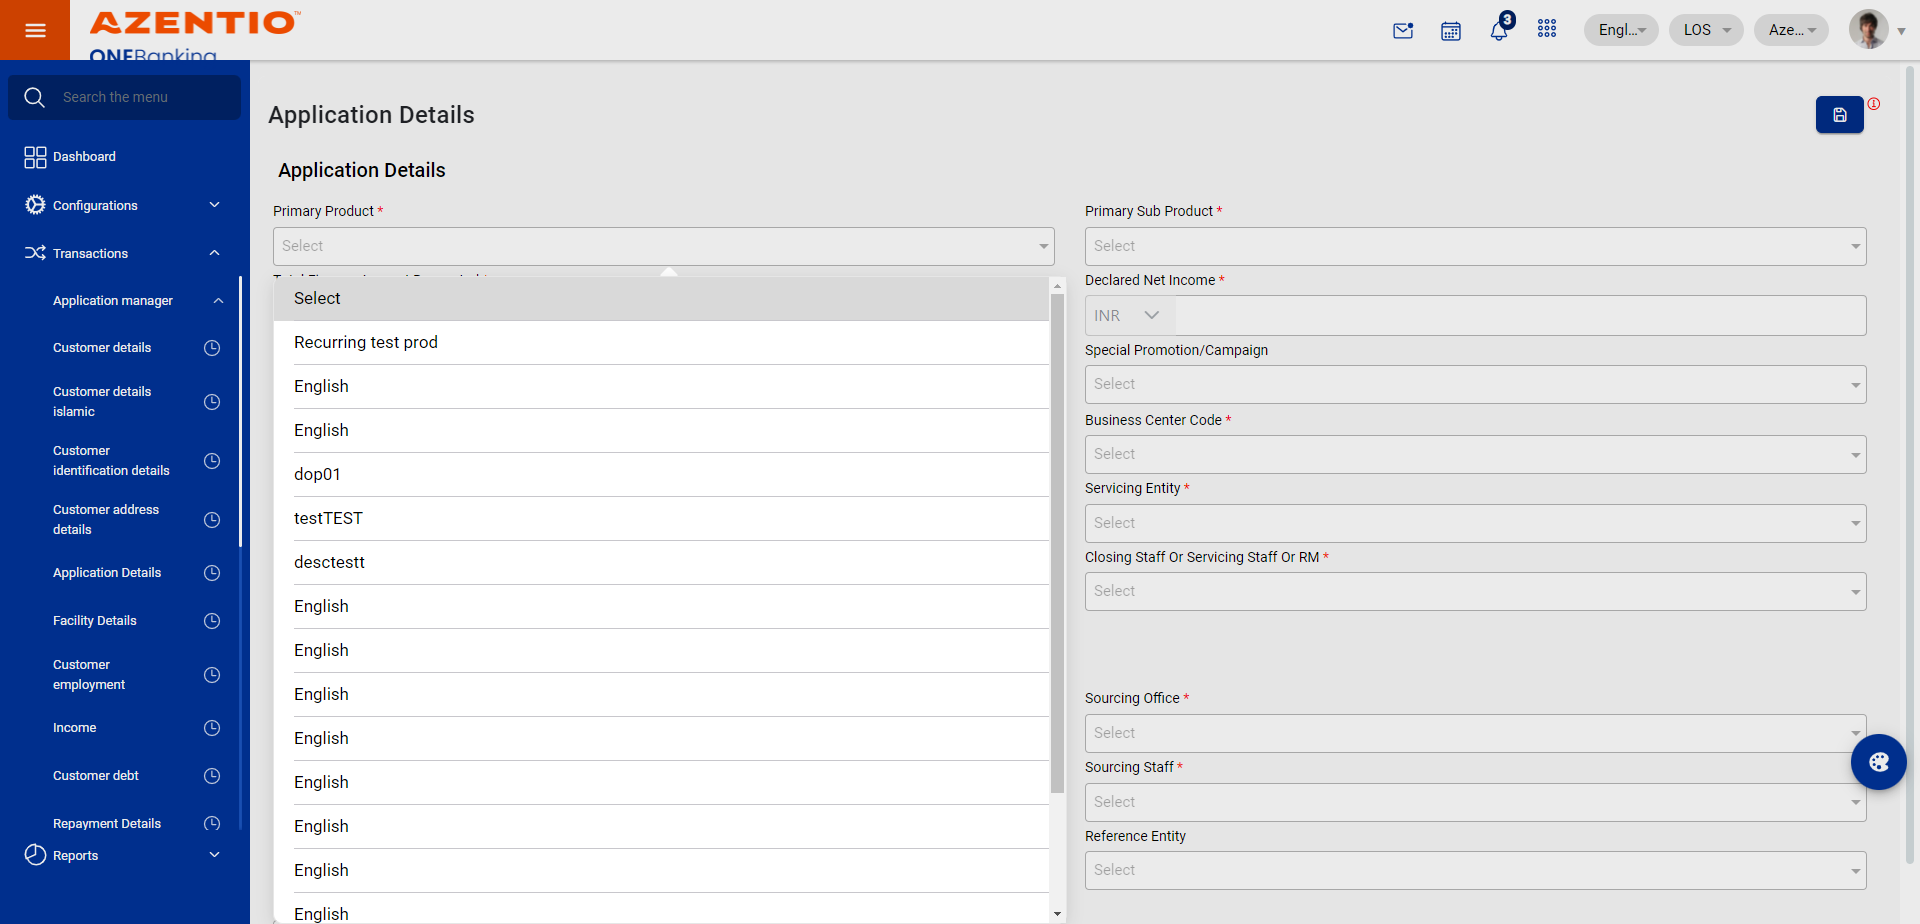 AZENTIO™
ONEBanking
3
Engl...
LOS
Aze...
Search the menu
Dashboard
Configurations
Transactions
Application manager
Customer details
Customer details
islamic
Customer
identification details
Customer address
details
Application Details
Facility Details
Customer
employment
Income
Customer debt
Repayment Details
Reports
Application Details
Application Details
Primary Product *
Select
Select
Recurring test prod
English
English
dop01
testTEST
desctestt
English
English
English
English
English
English
English
English
Primary Sub Product *
Select
Declared Net Income *
INR
Special Promotion/Campaign
Select
Business Center Code *
Select
Servicing Entity *
Select
Closing Staff Or Servicing Staff Or RM *
Select
Sourcing Office *
Select
Sourcing Staff *
Select
Reference Entity
Select